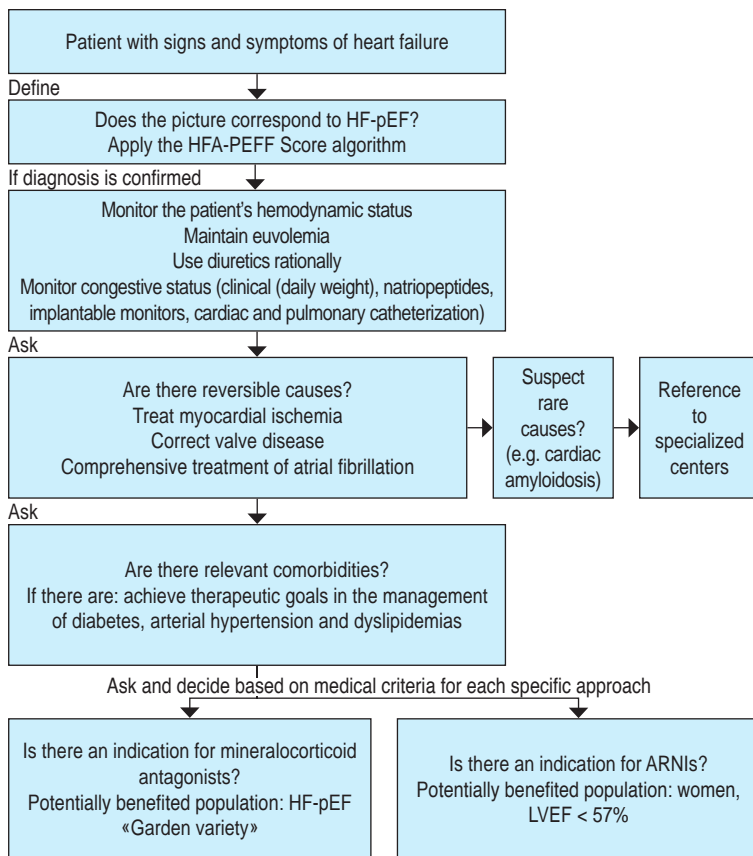 Patient with signs and symptoms of heart failure
Define
Does the picture correspond to HF-pEF?
Apply the HFA-PEFF Score algorithm
If diagnosis is confirmed
Monitor the patient's hemodynamic status
Maintain euvolemia
Use diuretics rationally
Monitor congestive status (clinical (daily weight), natriopeptides,
implantable monitors, cardiac and pulmonary catheterization)
Ask
Are there reversible causes?
Treat myocardial ischemia
Correct valve disease
Comprehensive treatment of atrial fibrillation
Suspect
rare
causes?
(e.g. cardiac
amyloidosis)
Reference
to
specialized
centers
Ask
Are there relevant comorbidities?
If there are: achieve therapeutic goals in the management
of diabetes, arterial hypertension and dyslipidemias
Ask and decide based on medical criteria for each specific approach
Is there an indication for mineralocorticoid
antagonists?
Potentially benefited population: HF-pEF
«Garden variety»
Is there an indication for ARNIs?
Potentially benefited population: women,
LVEF < 57%